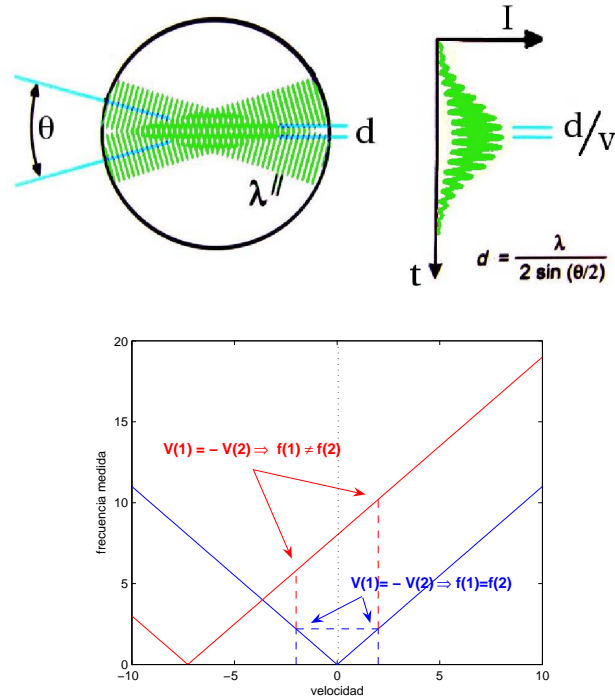 I
θ
d
d/v
λ"
t
d = λ / 2 sin (θ/2)
20
15
10
5
0
frecuencia medida
V(1) = − V(2) ⇒ f(1) ≠ f(2)
V(1)= − V(2) ⇒ f(1)=f(2)
−10
−5
0
5
10
velocidad